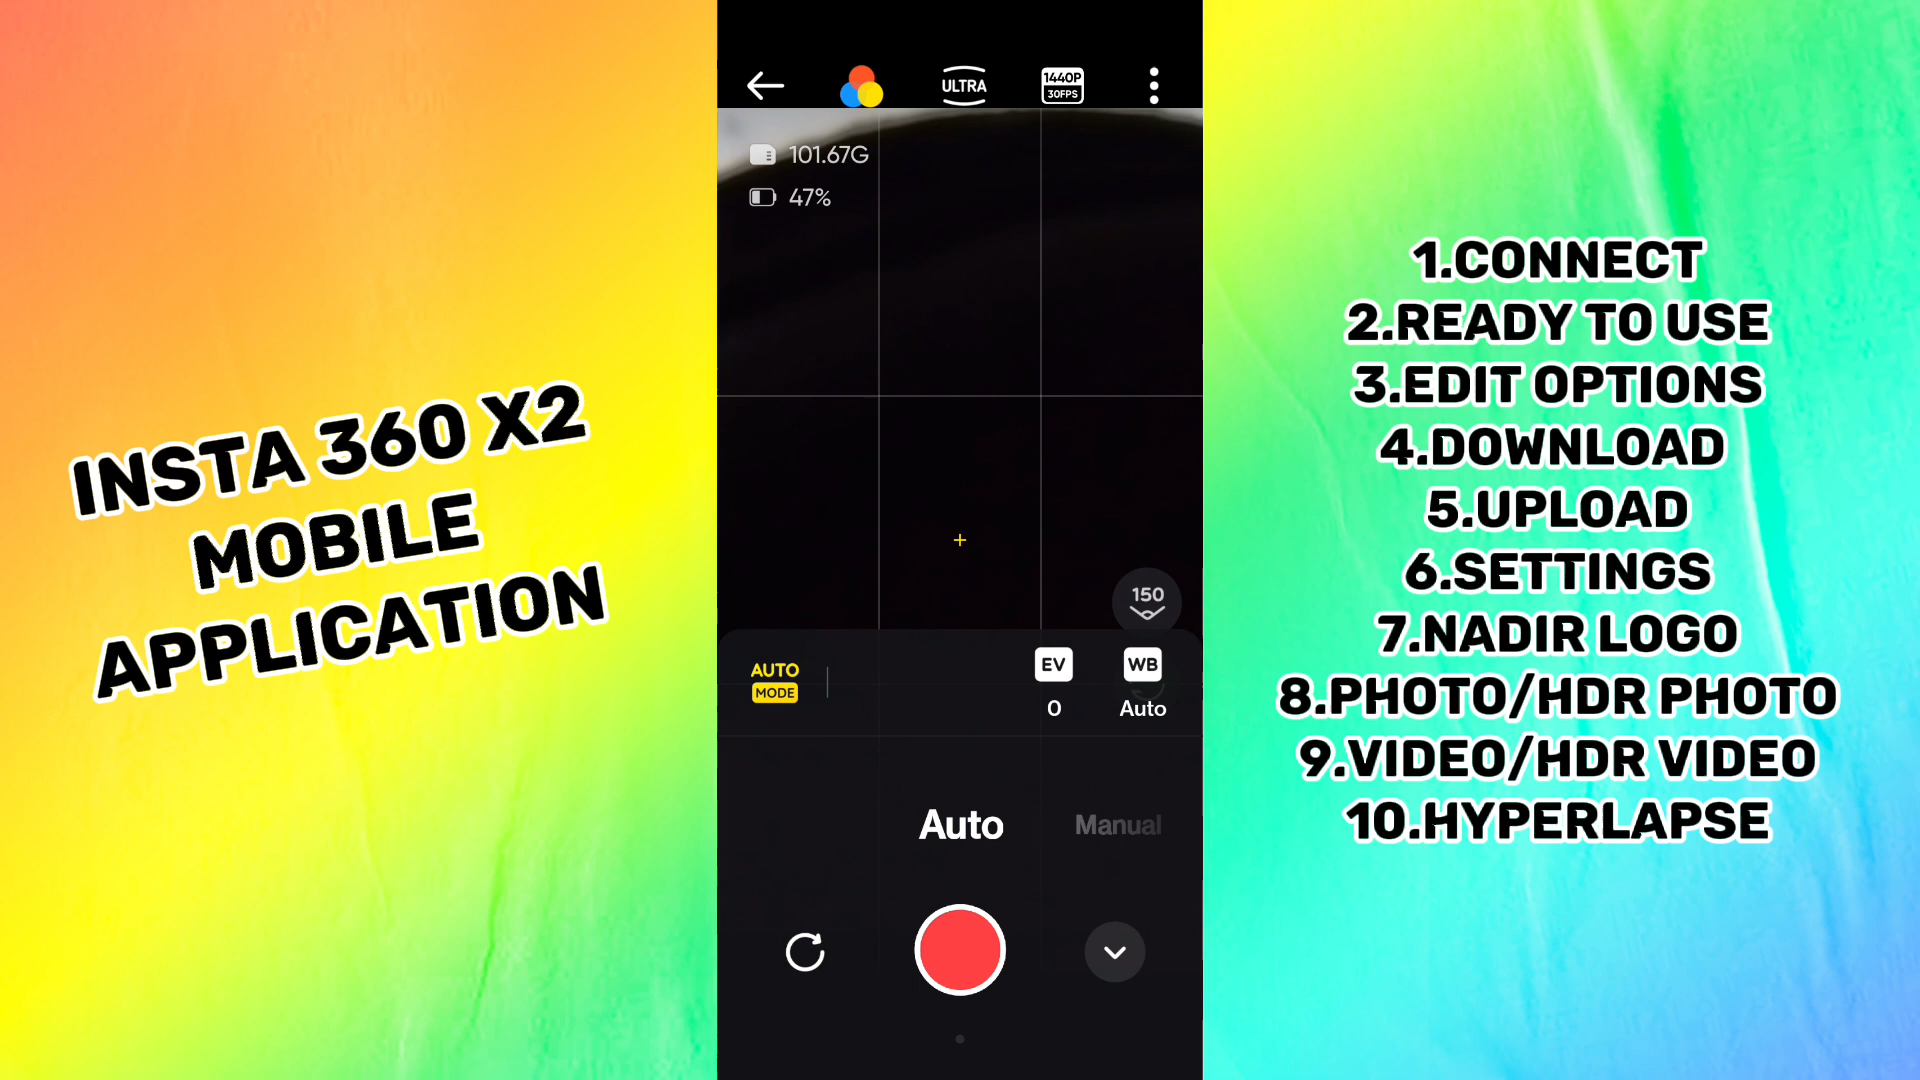 INSTA 360 X2
MOBILE
APPLICATION
ULTRA
1440P
30FPS
101.67G
47%
150
AUTO
MODE
EV
WB
0
Auto
Auto
Manual
1.CONNECT
2.READY TO USE
3.EDIT OPTIONS
4.DOWNLOAD
5.UPLOAD
6.SETTINGS
7.NADIR LOGO
8.PHOTO/HDR PHOTO
9.VIDEO/HDR VIDEO
10.HYPERLAPSE